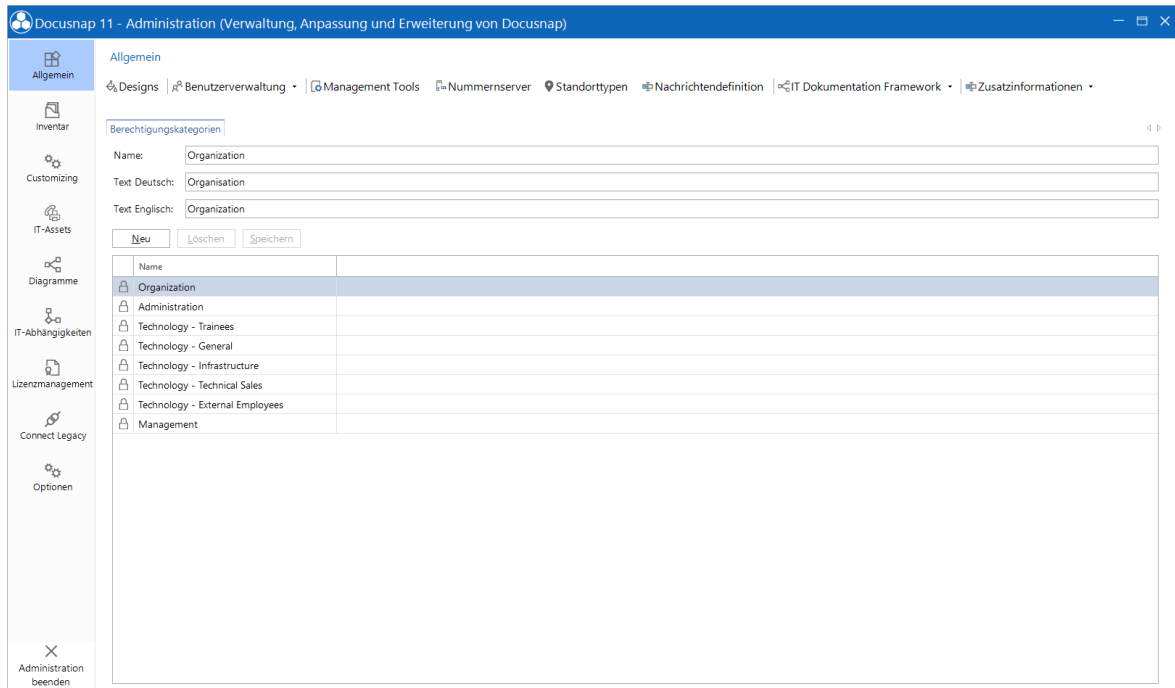 Docusnap 11 - Administration (Verwaltung, Anpassung und Erweiterung von Docusnap)
Allgemein
Inventar
Customizing
IT-Assets
Diagramme
IT-Abhängigkeiten
Lizenzmanagement
Connect Legacy
Optionen
Administration
beenden
Allgemein
Designs Benutzerverwaltung Management Tools Nummernserver Standorttypen Nachrichtendefinition IT Dokumentation Framework Zusatzinformationen
Berechtigungskategorien
Name: Organization
Text Deutsch: Organisation
Text Englisch: Organization
Neu Löschen Speichern
Name
Organization
Administration
Technology - Trainees
Technology - General
Technology - Infrastructure
Technology - Technical Sales
Technology - External Employees
Management